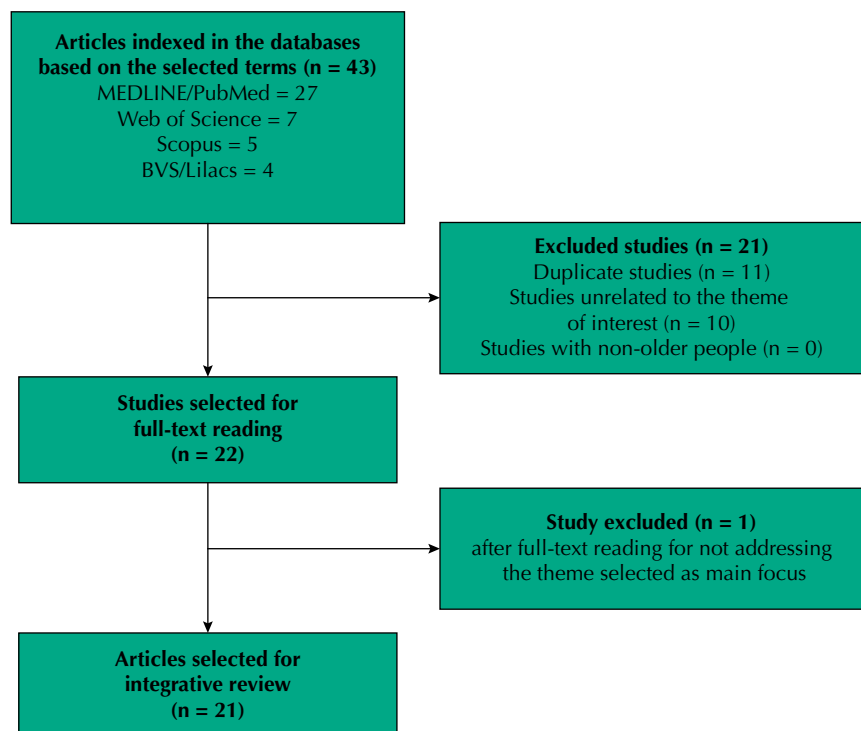 Articles indexed in the databases
based on the selected terms (n = 43)
MEDLINE/PubMed = 27
Web of Science = 7
Scopus = 5
BVS/Lilacs = 4
Excluded studies (n = 21)
Duplicate studies (n = 11)
Studies unrelated to the theme
of interest (n = 10)
Studies with non-older people (n = 0)
Studies selected for
full-text reading
(n = 22)
Study excluded (n = 1)
after full-text reading for not addressing
the theme selected as main focus
Articles selected for
integrative review
(n = 21)